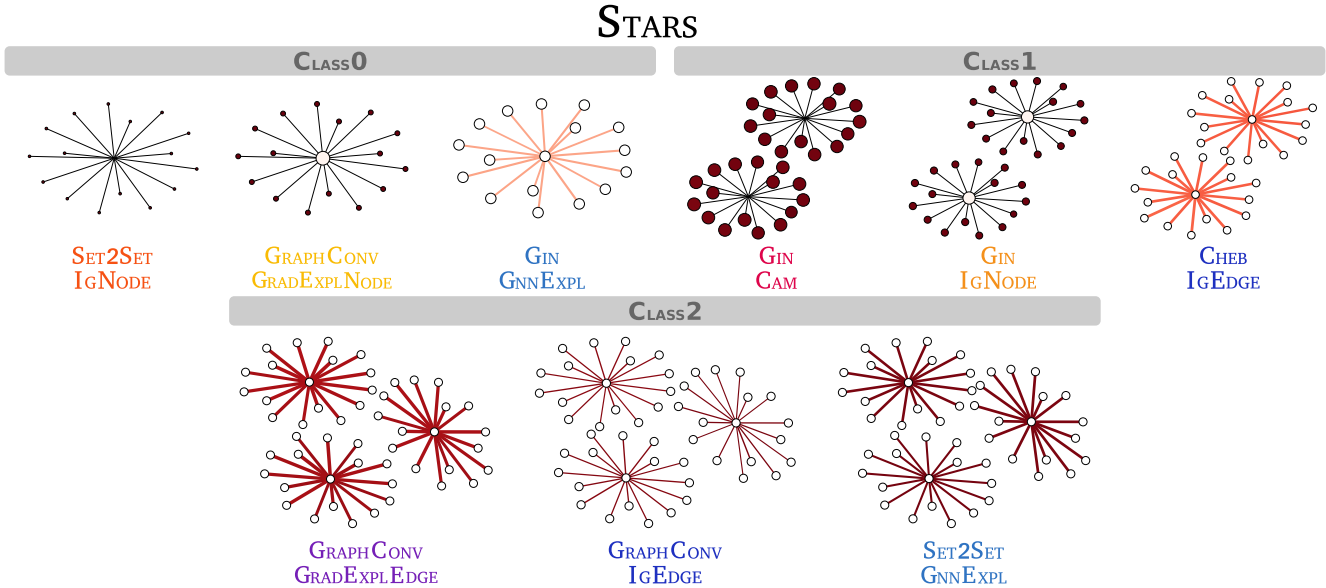 STARS
CLASS0 CLASS1
SET2SET GRAPHCONV GIN GIN GIN CHEB
IGNODE GRADEXPLNODE GNNEXPL CAM IGNODE IGEDGE
CLASS2
GRAPHCONV GRAPHCONV SET2SET
GRADEXPLEDGE IGEDGE GNNEXPL